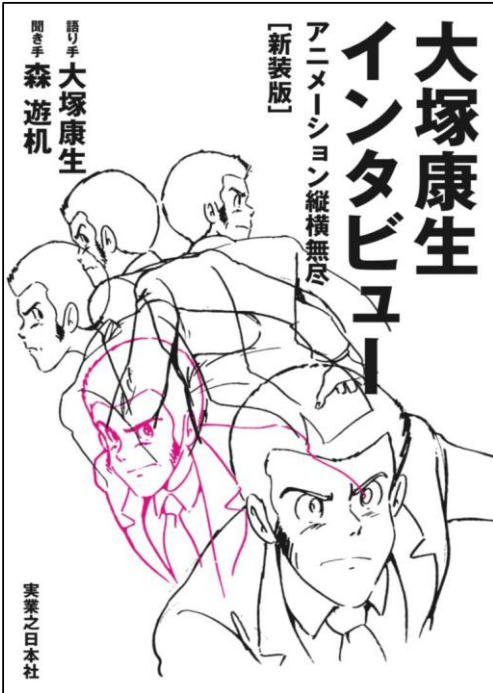 大塚康生
インタビュー
アニメーション縦横無尽
[新装版]
語り手 大塚康生
聞き手 森 遊机
実業之日本社